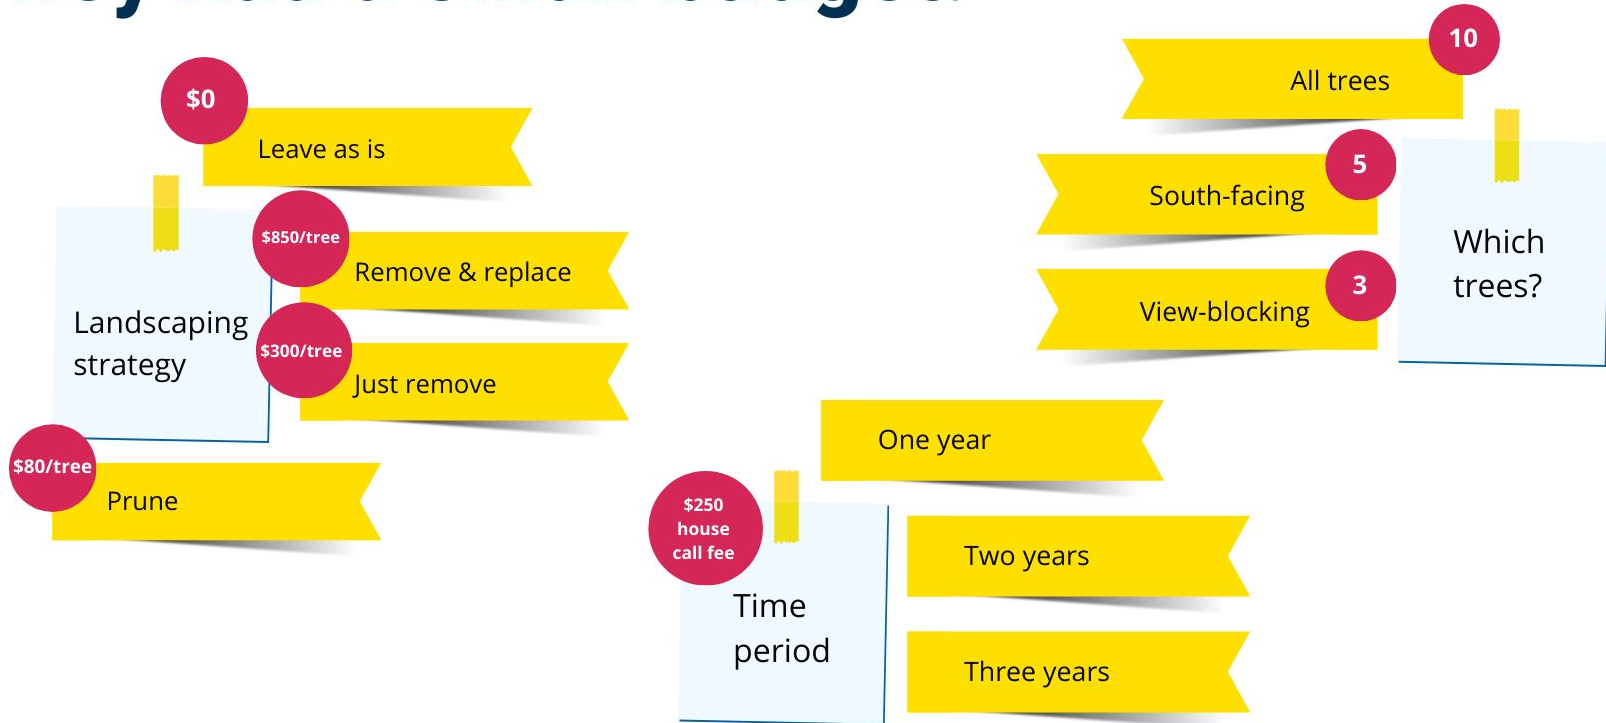 $0
Leave as is
$850/tree
Remove & replace
Landscaping
strategy
$300/tree
Just remove
$80/tree
Prune
10
All trees
5
South-facing
Which
trees?
3
View-blocking
One year
$250
house
call fee
Two years
Time
period
Three years